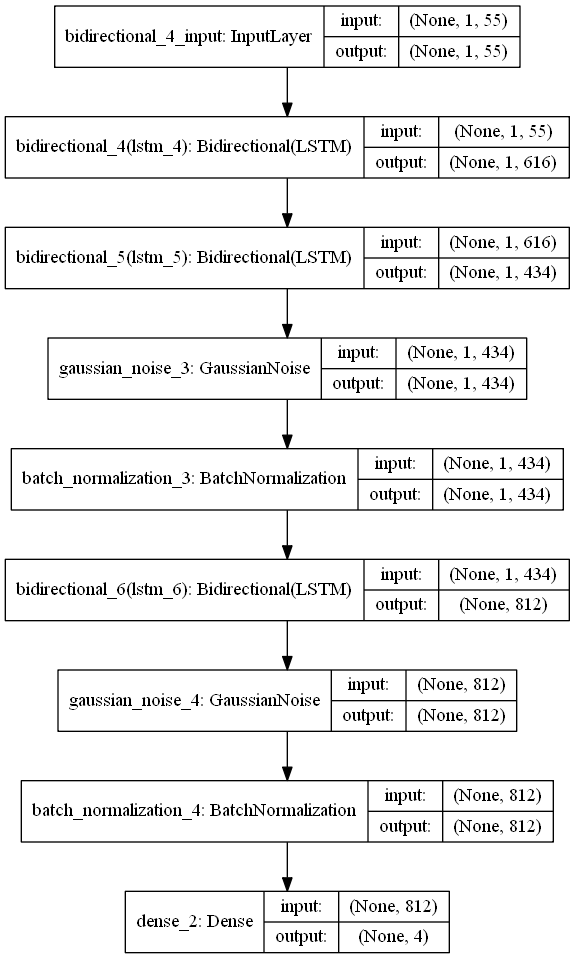 bidirectional_4_input: InputLayer
input: (None, 1, 55)
output: (None, 1, 55)
bidirectional_4(lstm_4): Bidirectional(LSTM)
input: (None, 1, 55)
output: (None, 1, 616)
bidirectional_5(lstm_5): Bidirectional(LSTM)
input: (None, 1, 616)
output: (None, 1, 434)
gaussian_noise_3: GaussianNoise
input: (None, 1, 434)
output: (None, 1, 434)
batch_normalization_3: BatchNormalization
input: (None, 1, 434)
output: (None, 1, 434)
bidirectional_6(lstm_6): Bidirectional(LSTM)
input: (None, 1, 434)
output: (None, 812)
gaussian_noise_4: GaussianNoise
input: (None, 812)
output: (None, 812)
batch_normalization_4: BatchNormalization
input: (None, 812)
output: (None, 812)
dense_2: Dense
input: (None, 812)
output: (None, 4)